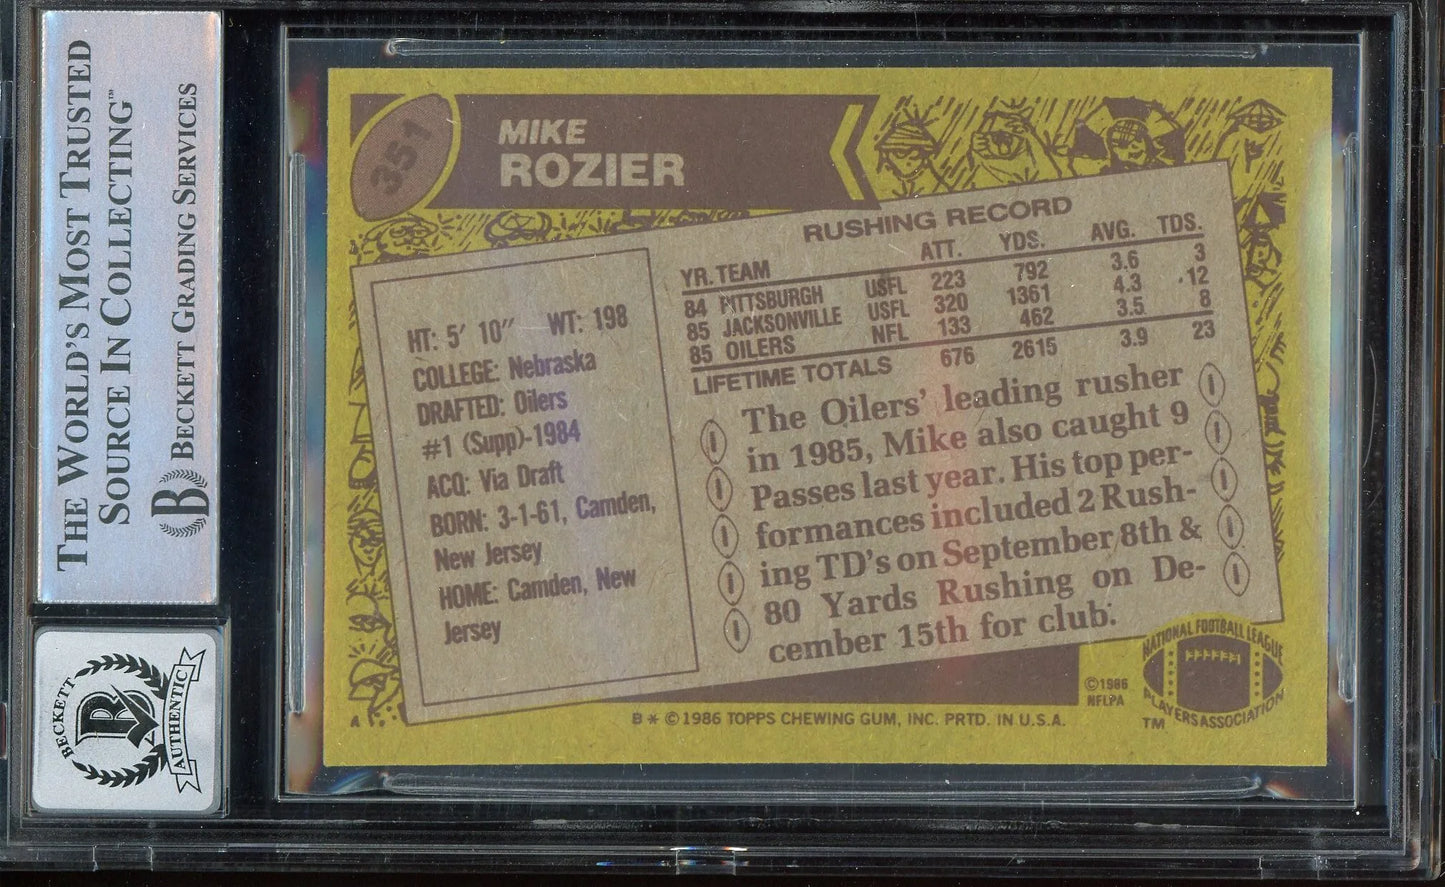 THE WORLD'S MOST TRUSTED
SOURCE IN COLLECTING™
BECKETT GRADING SERVICES
B
BECKETT
B
AUTHENTIC
351
MIKE
ROZIER
HT: 5' 10" WT: 198
COLLEGE: Nebraska
DRAFTED: Oilers
#1 (Supp)-1984
ACQ: Via Draft
BORN: 3-1-61, Camden,
New Jersey
HOME: Camden, New
Jersey
RUSHING RECORD
YR. TEAM ATT. YDS. AVG. TDS.
84 PITTSBURGH USFL 223 792 3.6 3
85 JACKSONVILLE USFL 320 1361 4.3 12
85 OILERS NFL 133 462 3.5 8
LIFETIME TOTALS 676 2615 3.9 23
The Oilers' leading rusher
in 1985, Mike also caught 9
Passes last year. His top per-
formances included 2 Rush-
ing TD's on September 8th &
80 Yards Rushing on De-
cember 15th for club.
©1986
NFLPA
NATIONAL FOOTBALL LEAGUE
PLAYERS ASSOCIATION
TM
B * © 1986 TOPPS CHEWING GUM, INC. PRTD. IN U.S.A.